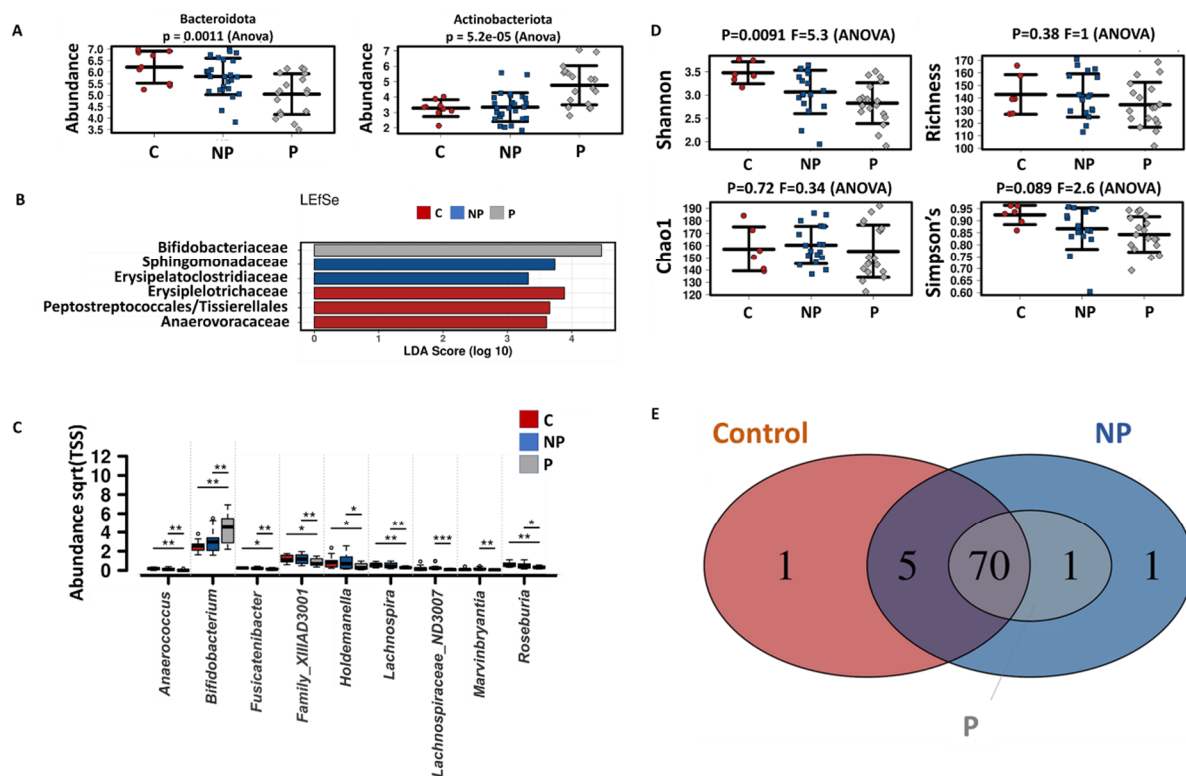 A
Bacteroidota
p = 0.0011 (Anova)
Abundance
7.0
6.5
6.0
5.5
5.0
4.5
4.0
3.5
C NP P
Actinobacteriota
p = 5.2e-05 (Anova)
Abundance
7
6
5
4
3
2
C NP P
B
LEfSe
C NP P
Bifidobacteriaceae
Sphingomonadaceae
Erysipelatoclostridiaceae
Erysiplelotrichaceae
Peptostreptococcales/Tissierellales
Anaerovoracaceae
0 1 2 3 4
LDA Score (log 10)
C
C
NP
P
Abundance sqrt(TSS)
12
10
8
6
4
2
0
** **
** **
* **
* **
* *
** **
***
**
** *
Anaerococcus
Bifidobacterium
Fusicatenibacter
Family_XIIIAD3001
Holdemanella
Lachnospira
Lachnospiraceae_ND3007
Marvinbryantia
Roseburia
D
P=0.0091 F=5.3 (ANOVA)
Shannon
3.5
3.0
2.5
2.0
C NP P
P=0.38 F=1 (ANOVA)
Richness
170
160
150
140
130
120
110
100
C NP P
P=0.72 F=0.34 (ANOVA)
Chao1
190
180
170
160
150
140
130
120
C NP P
P=0.089 F=2.6 (ANOVA)
Simpson's
0.95
0.90
0.85
0.80
0.75
0.70
0.65
0.60
C NP P
E
Control NP
1 5 70 1 1
P